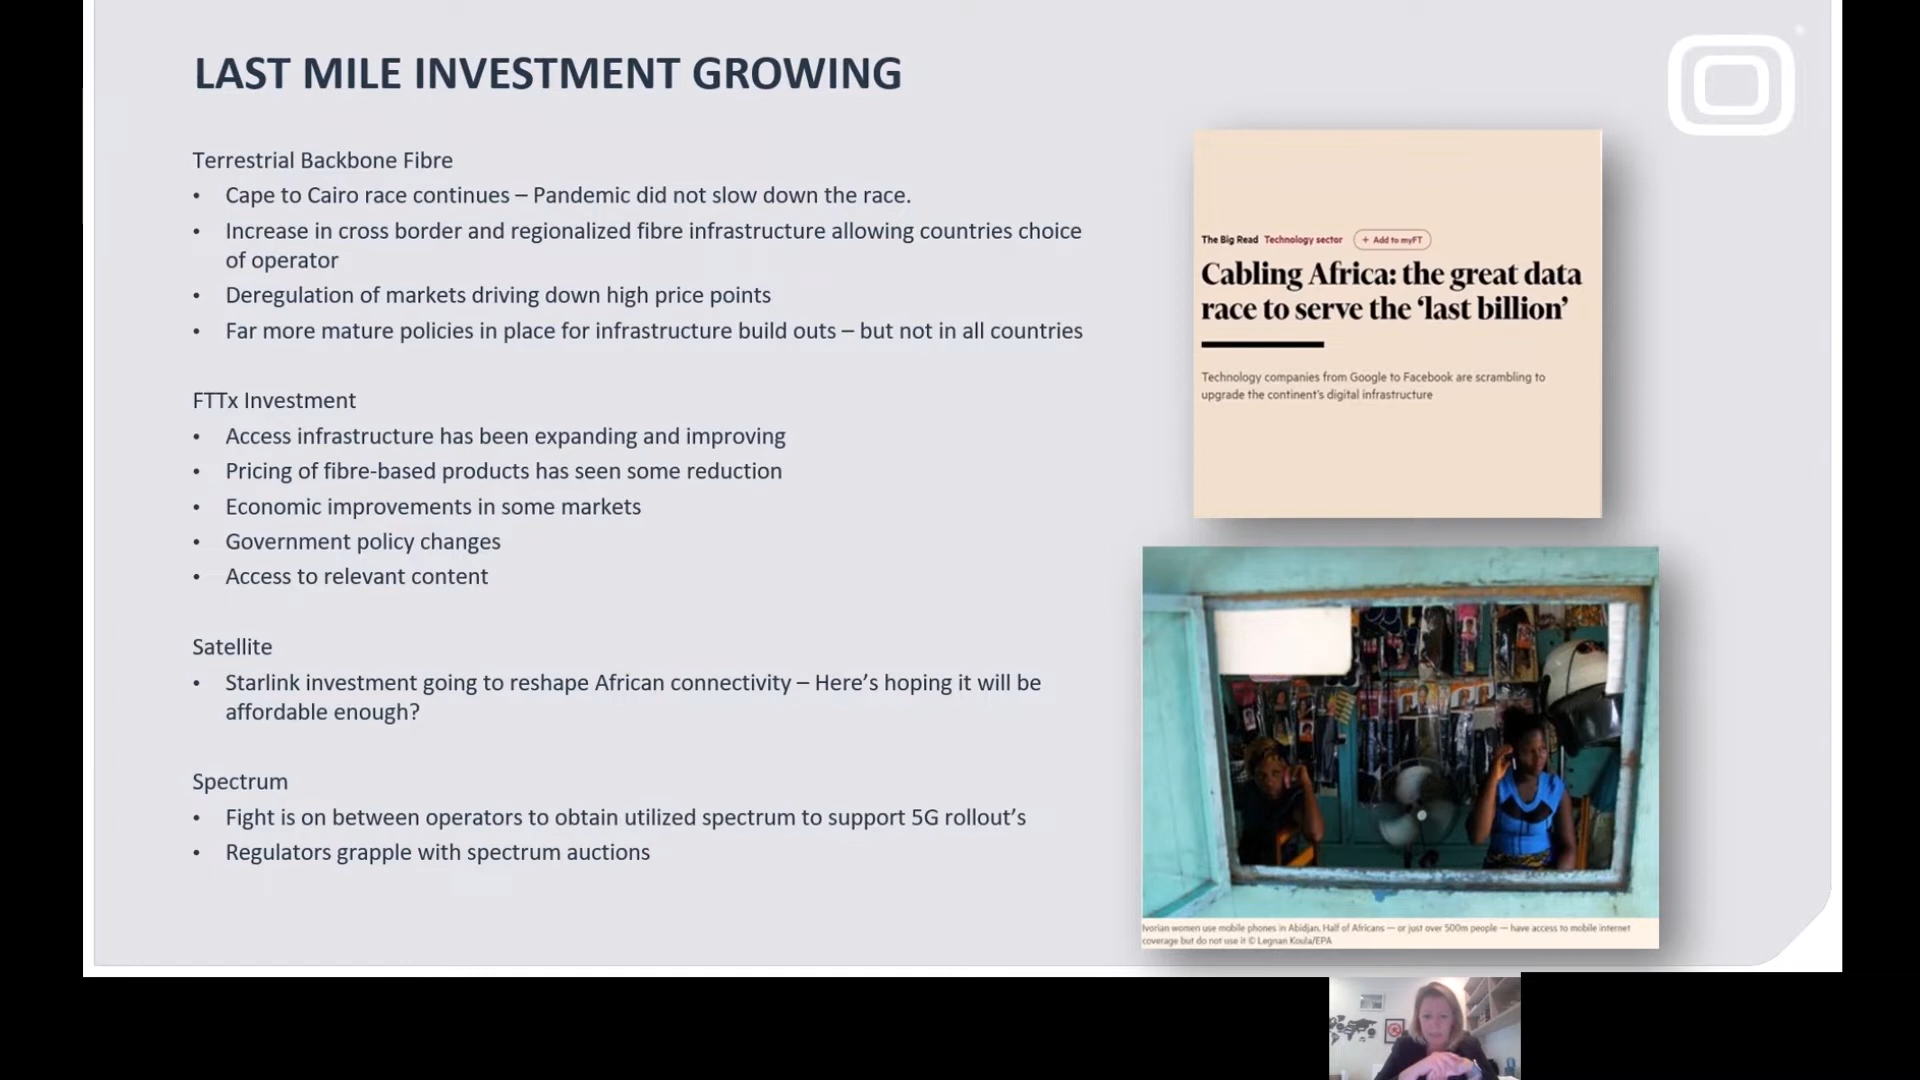 LAST MILE INVESTMENT GROWING
Terrestrial Backbone Fibre
• Cape to Cairo race continues – Pandemic did not slow down the race.
• Increase in cross border and regionalized fibre infrastructure allowing countries choice
of operator
• Deregulation of markets driving down high price points
• Far more mature policies in place for infrastructure build outs – but not in all countries
FTTx Investment
• Access infrastructure has been expanding and improving
• Pricing of fibre-based products has seen some reduction
• Economic improvements in some markets
• Government policy changes
• Access to relevant content
Satellite
• Starlink investment going to reshape African connectivity – Here’s hoping it will be
affordable enough?
Spectrum
• Fight is on between operators to obtain utilized spectrum to support 5G rollout’s
• Regulators grapple with spectrum auctions
The Big Read Technology sector + Add to myFT
Cabling Africa: the great data
race to serve the ‘last billion’
Technology companies from Google to Facebook are scrambling to
upgrade the continent’s digital infrastructure
Ivorian women use mobile phones in Abidjan. Half of Africans — or just over 500m people — have access to mobile internet
coverage but do not use it © Legnan Koula/EPA